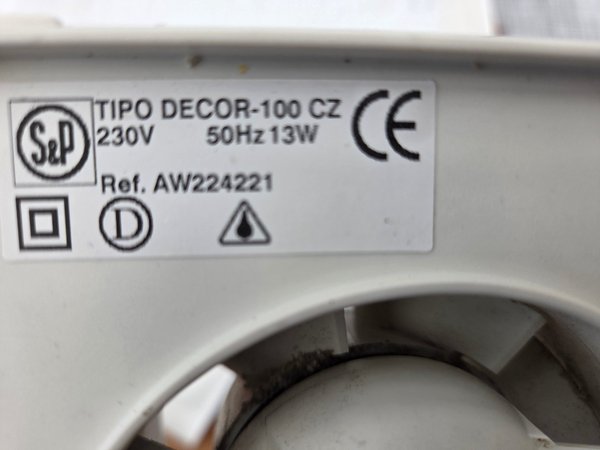 S&P
TIPO DECOR-100 CZ
230V 50Hz 13W
CE
Ref. AW224221
D